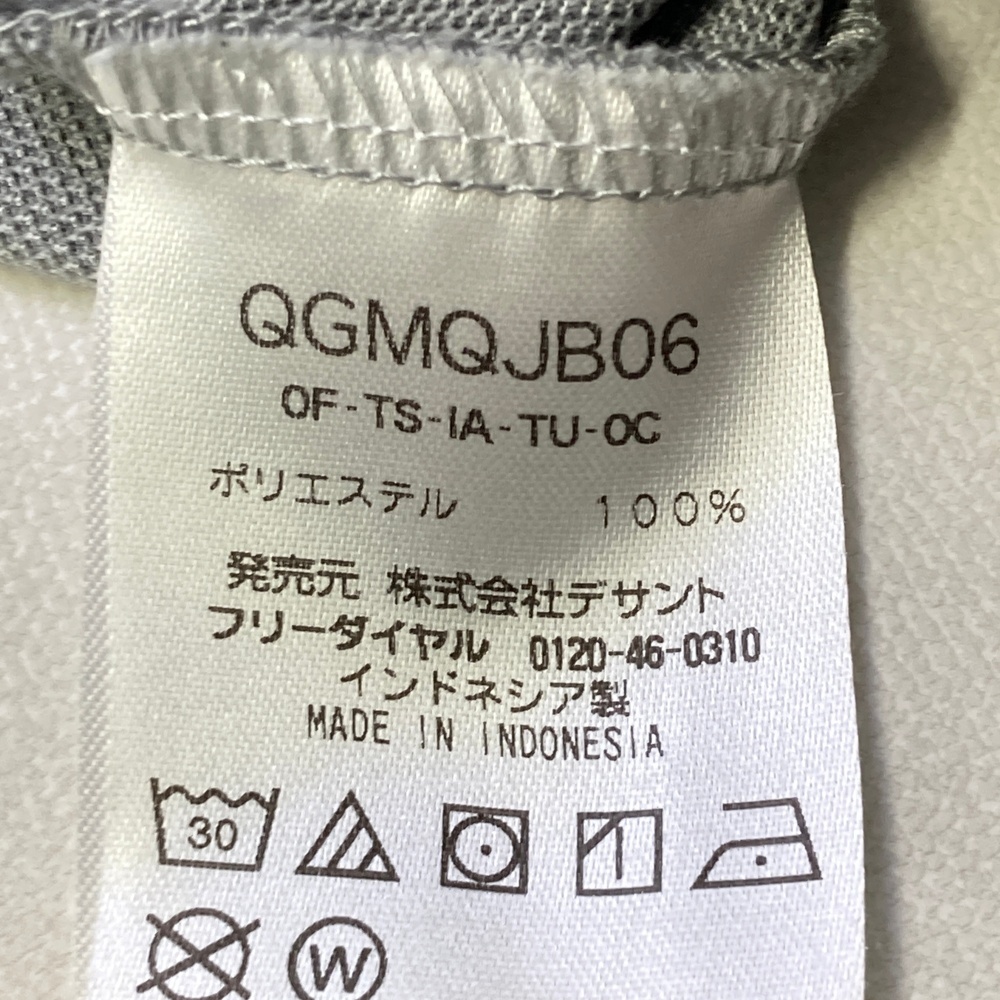 QGMQJB06
OF-TS-IA-TU-OC
ポリエステル 100%
発売元 株式会社デサント
フリーダイヤル 0120-46-0310
インドネシア製
MADE IN INDONESIA
30
W